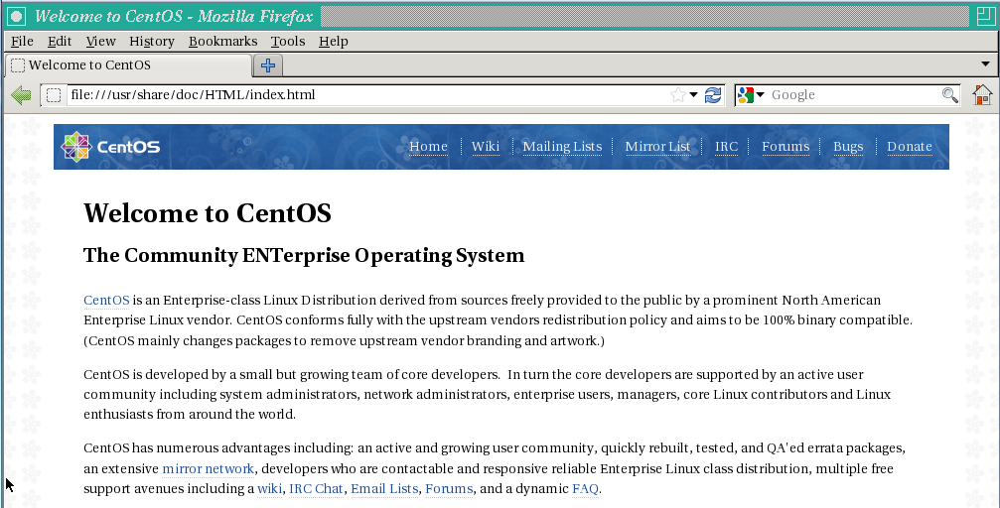 Welcome to CentOS - Mozilla Firefox
File Edit View History Bookmarks Tools Help
Welcome to CentOS
file:///usr/share/doc/HTML/index.html Google
CentOS Home Wiki Mailing Lists Mirror List IRC Forums Bugs Donate
Welcome to CentOS
The Community ENTerprise Operating System
CentOS is an Enterprise-class Linux Distribution derived from sources freely provided to the public by a prominent North American
Enterprise Linux vendor. CentOS conforms fully with the upstream vendors redistribution policy and aims to be 100% binary compatible.
(CentOS mainly changes packages to remove upstream vendor branding and artwork.)
CentOS is developed by a small but growing team of core developers. In turn the core developers are supported by an active user
community including system administrators, network administrators, enterprise users, managers, core Linux contributors and Linux
enthusiasts from around the world.
CentOS has numerous advantages including: an active and growing user community, quickly rebuilt, tested, and QA'ed errata packages,
an extensive mirror network, developers who are contactable and responsive reliable Enterprise Linux class distribution, multiple free
support avenues including a wiki, IRC Chat, Email Lists, Forums, and a dynamic FAQ.